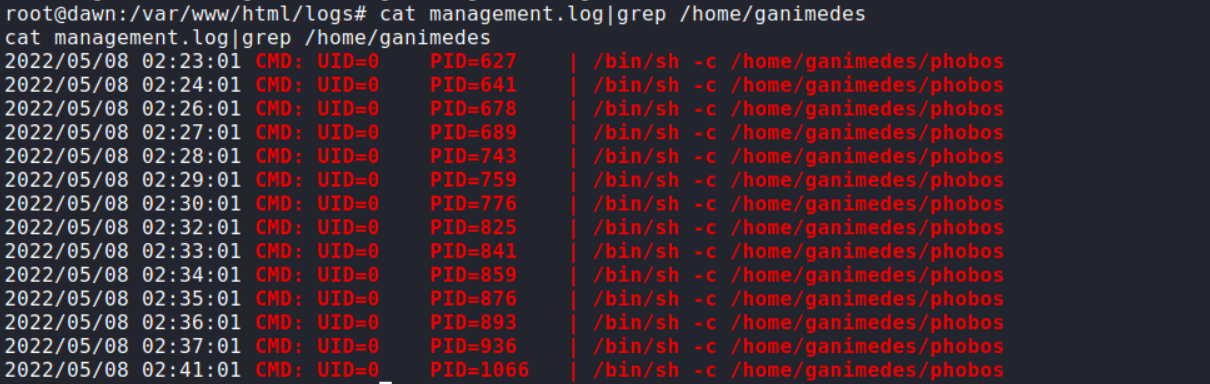 root@dawn:/var/www/html/logs# cat management.log|grep /home/ganimedes
cat management.log|grep /home/ganimedes
2022/05/08 02:23:01 CMD: UID=0    PID=627    | /bin/sh -c /home/ganimedes/phobos
2022/05/08 02:24:01 CMD: UID=0    PID=641    | /bin/sh -c /home/ganimedes/phobos
2022/05/08 02:26:01 CMD: UID=0    PID=678    | /bin/sh -c /home/ganimedes/phobos
2022/05/08 02:27:01 CMD: UID=0    PID=689    | /bin/sh -c /home/ganimedes/phobos
2022/05/08 02:28:01 CMD: UID=0    PID=743    | /bin/sh -c /home/ganimedes/phobos
2022/05/08 02:29:01 CMD: UID=0    PID=759    | /bin/sh -c /home/ganimedes/phobos
2022/05/08 02:30:01 CMD: UID=0    PID=776    | /bin/sh -c /home/ganimedes/phobos
2022/05/08 02:32:01 CMD: UID=0    PID=825    | /bin/sh -c /home/ganimedes/phobos
2022/05/08 02:33:01 CMD: UID=0    PID=841    | /bin/sh -c /home/ganimedes/phobos
2022/05/08 02:34:01 CMD: UID=0    PID=859    | /bin/sh -c /home/ganimedes/phobos
2022/05/08 02:35:01 CMD: UID=0    PID=876    | /bin/sh -c /home/ganimedes/phobos
2022/05/08 02:36:01 CMD: UID=0    PID=893    | /bin/sh -c /home/ganimedes/phobos
2022/05/08 02:37:01 CMD: UID=0    PID=936    | /bin/sh -c /home/ganimedes/phobos
2022/05/08 02:41:01 CMD: UID=0    PID=1066   | /bin/sh -c /home/ganimedes/phobos